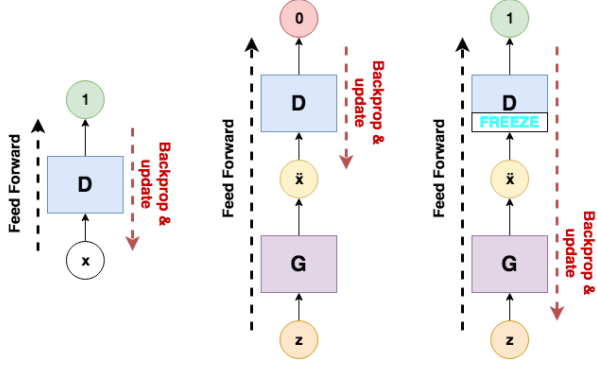 1
D
x
Feed Forward
Backprop &
update
0
D
ẍ
G
z
Feed Forward
Backprop &
update
1
D
FREEZE
ẍ
G
z
Feed Forward
Backprop &
update